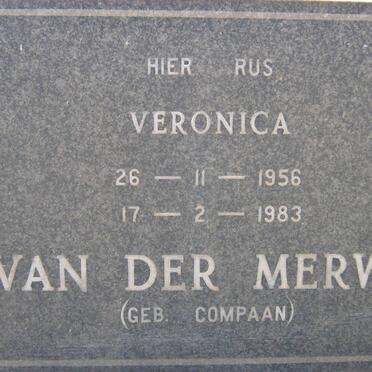 HIER RUS
VERONICA
26 — 11 — 1956
17 — 2 — 1983
VAN DER MERW
(GEB. COMPAAN)